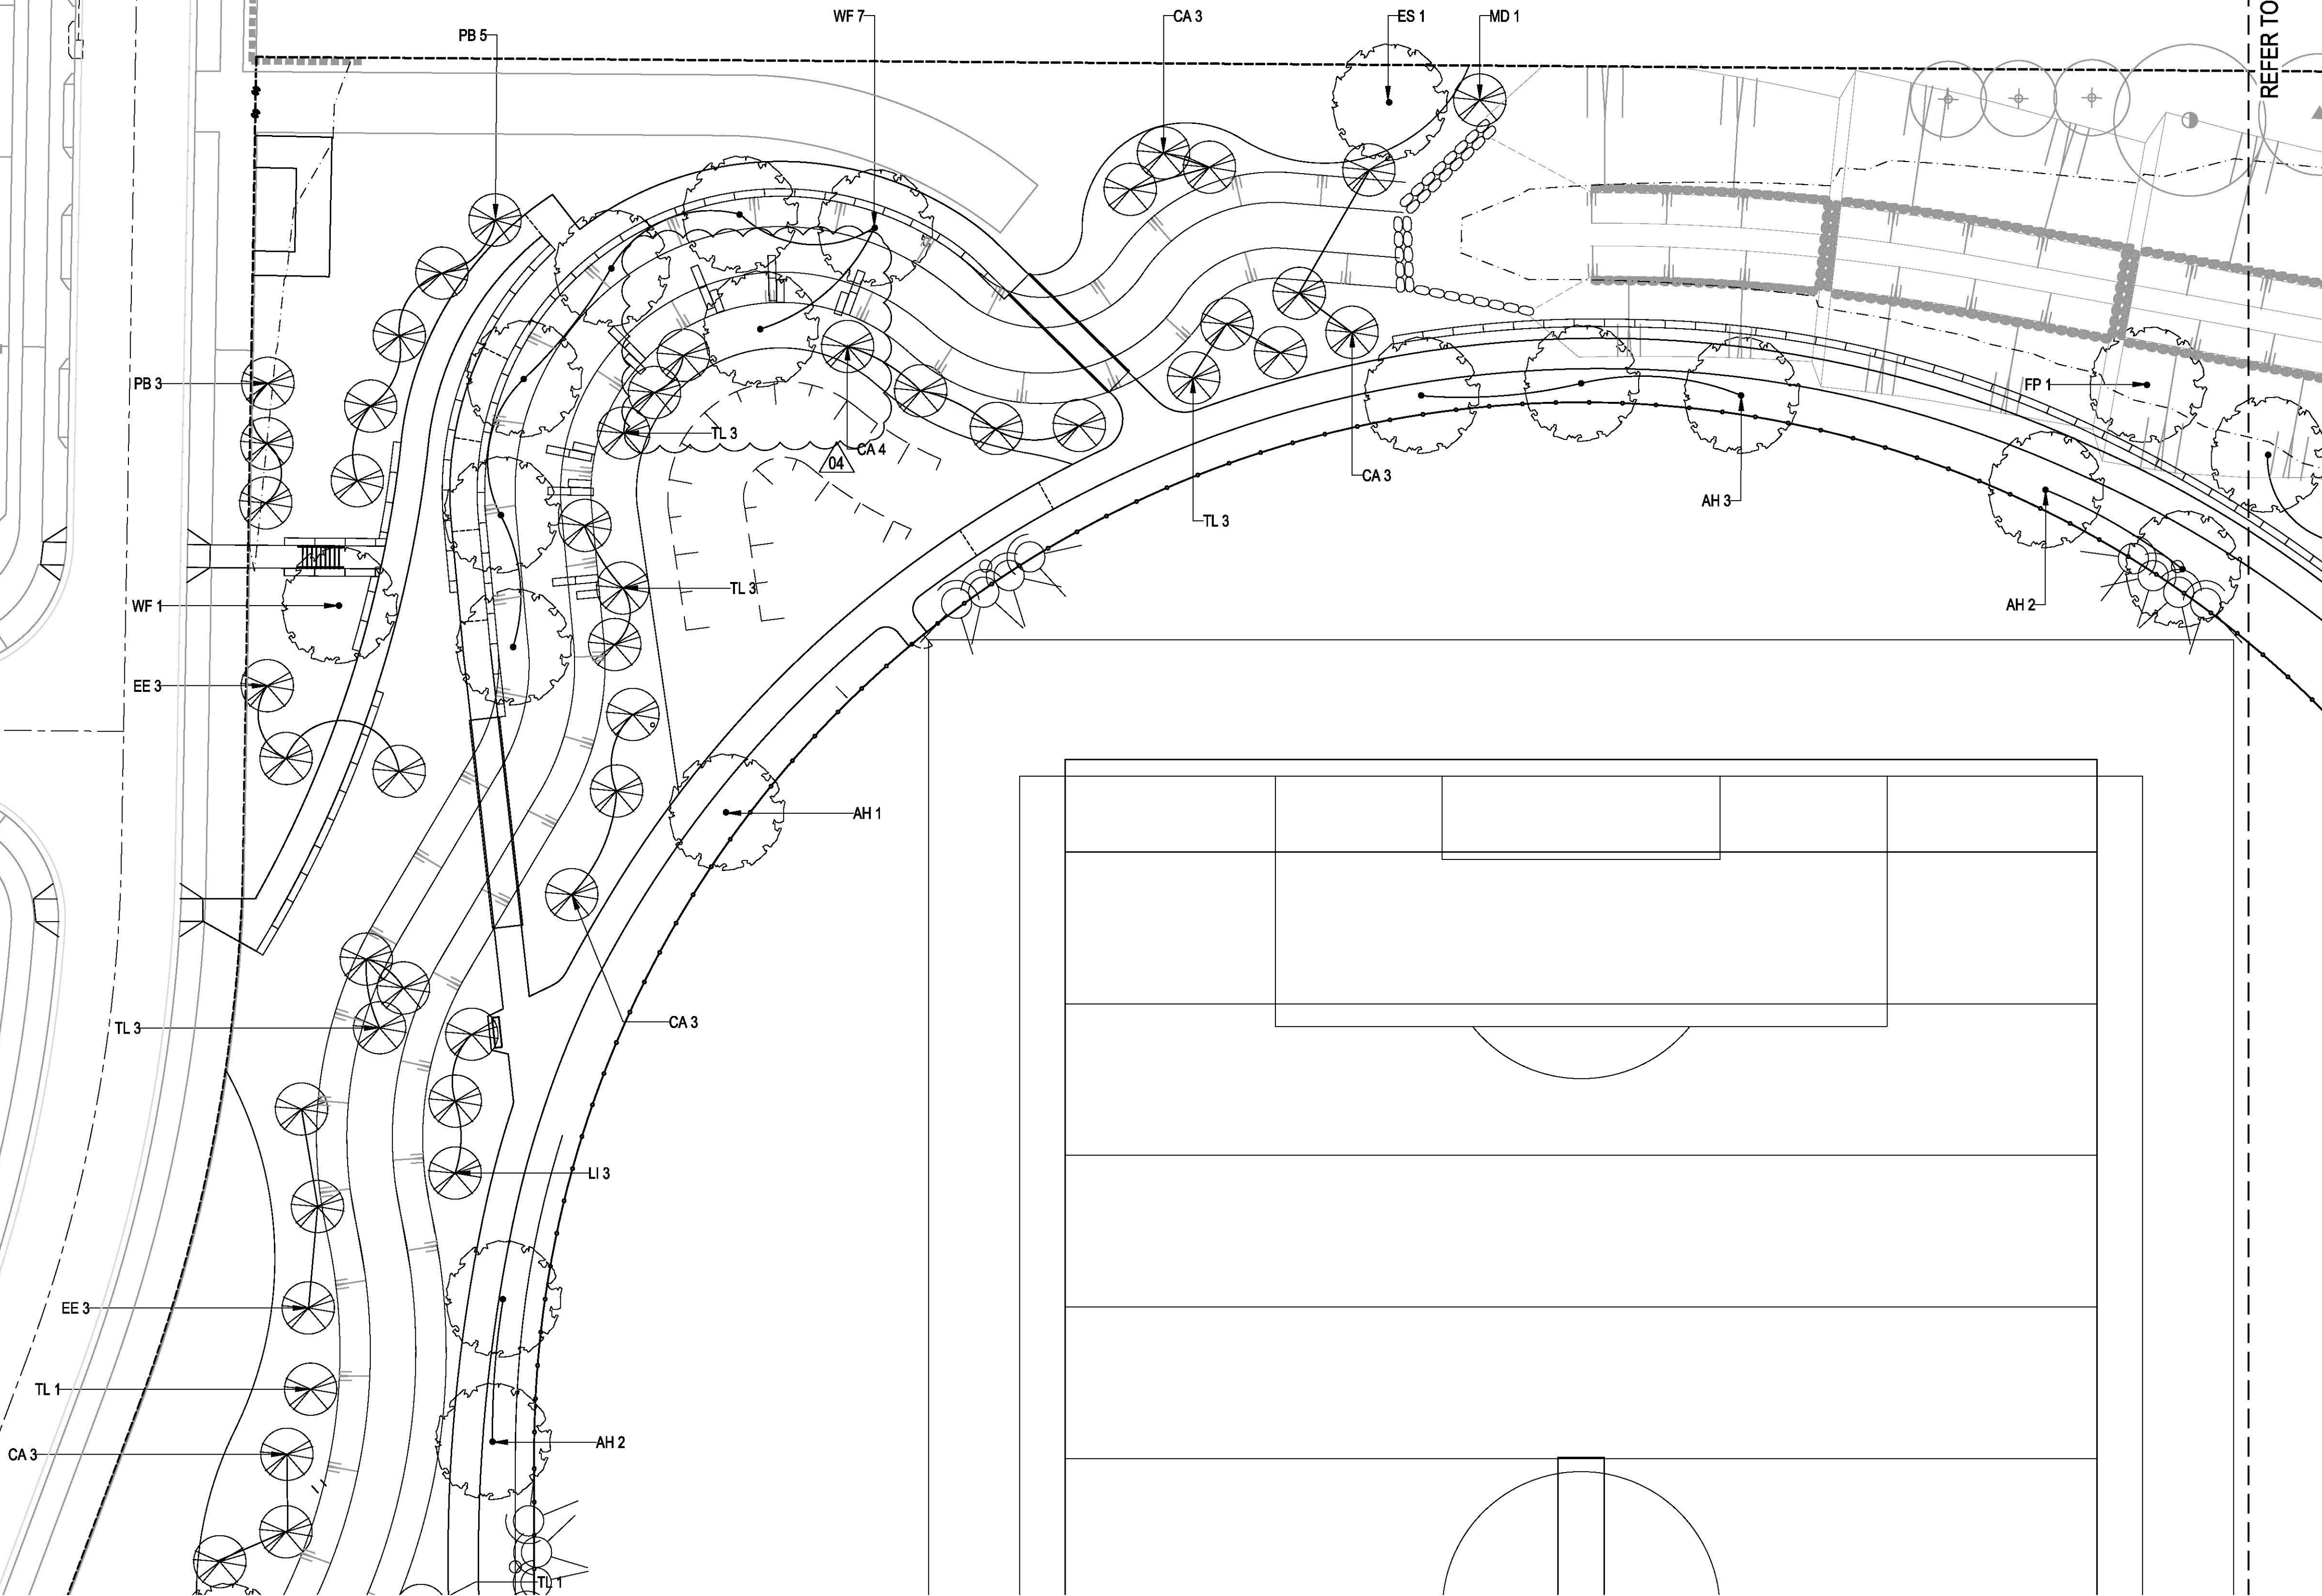 REFER TO
WF 7
CA 3
ES 1
MD 1
PB 5
PB 3
FP 1
TL 3
CA 4
04
CA 3
AH 3
TL 3
TL 3
WF 1
AH 2
EE 3
AH 1
CA 3
TL 3
LI 3
EE 3
TL 1
AH 2
CA 3
TL 1